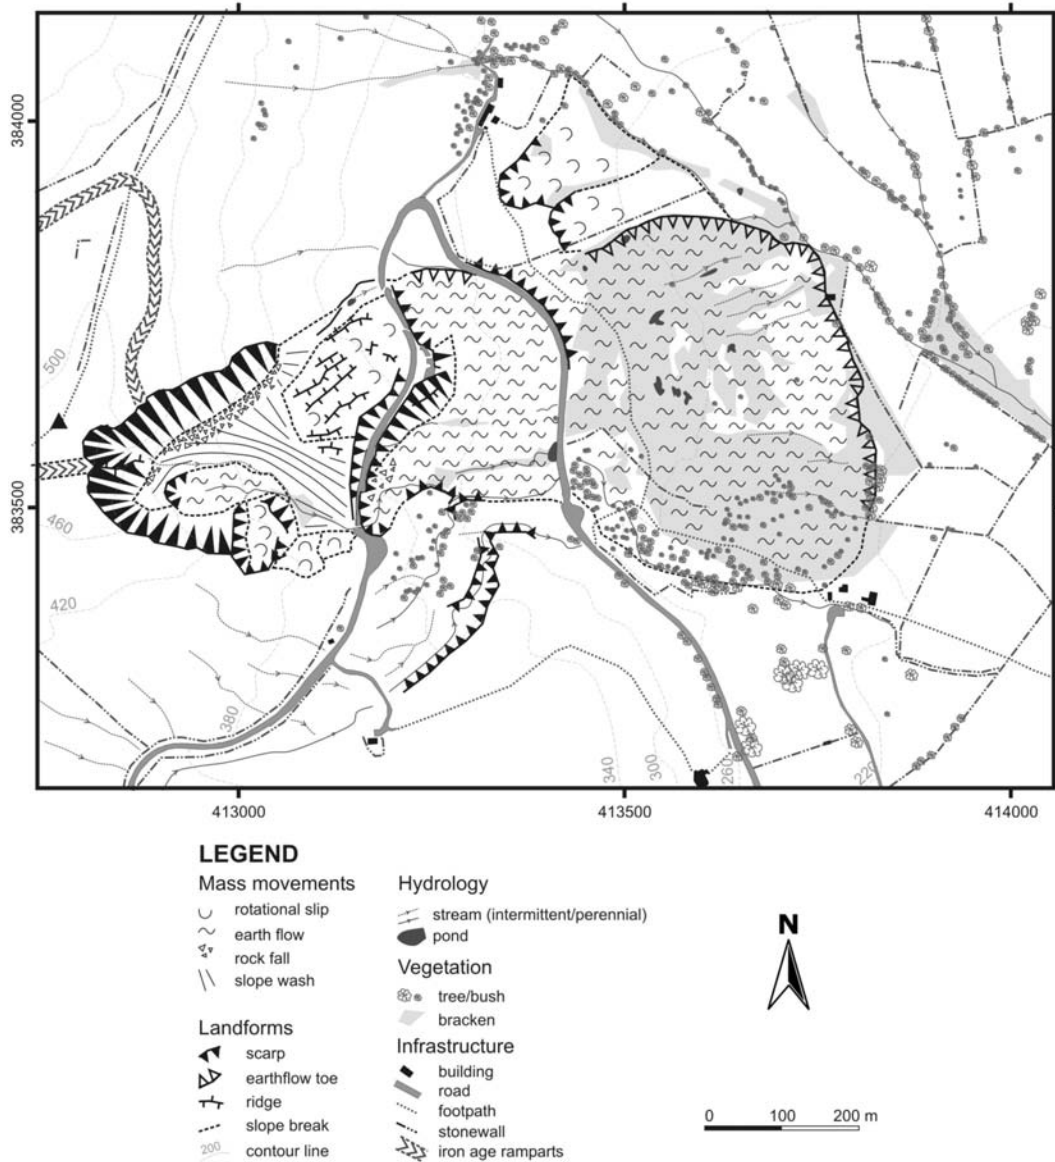 384000
383500
500
460
420
380
340
300
260
220
413000
413500
414000
LEGEND
Mass movements
rotational slip
earth flow
rock fall
slope wash
Landforms
scarp
earthflow toe
ridge
slope break
200
contour line
Hydrology
stream (intermittent/perennial)
pond
Vegetation
tree/bush
bracken
Infrastructure
building
road
footpath
stonewall
iron age ramparts
N
0 100 200 m